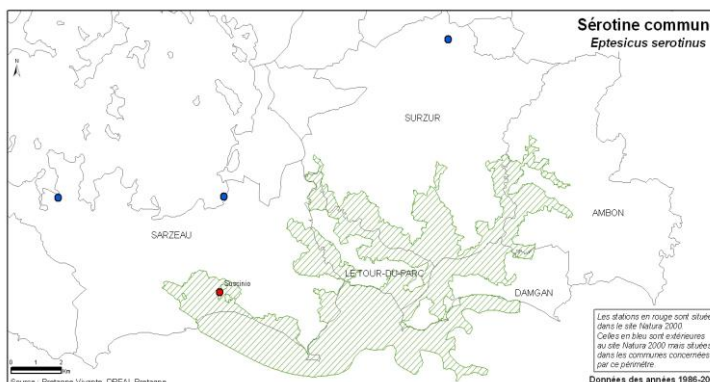 Sérotine commun
Eptesicus serotinus
N
SURZUR
SARZEAU
AMBON
LE TOUR-DU-PARC
Suscinio
DAMGAN
Les stations en rouge sont située
dans le site Natura 2000.
Celles en bleu sont extérieures
au site Natura 2000 mais situées
dans les communes concernées
par ce périmètre.
0 1 2
Km
Source : Bretagne Vivante, DREAL Bretagne
Données des années 1986-20